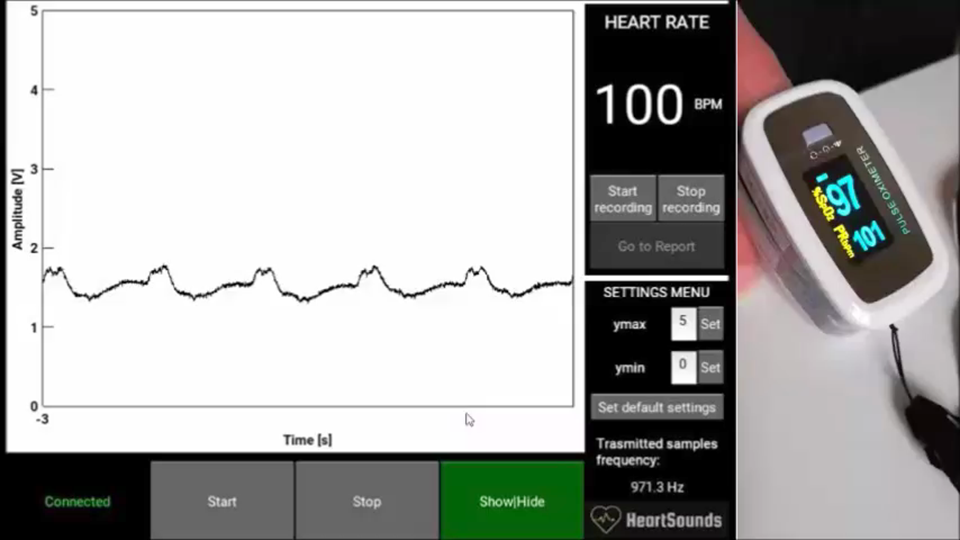 5
4
3
2
1
0
-3
Amplitude [V]
Time [s]
Connected
Start
Stop
Show|Hide
HEART RATE
100 BPM
Start recording
Stop recording
Go to Report
SETTINGS MENU
ymax 5 Set
ymin 0 Set
Set default settings
Trasmitted samples
frequency:
971.3 Hz
HeartSounds
PULSE OXIMETER
%SpO2 97
PRbpm 101